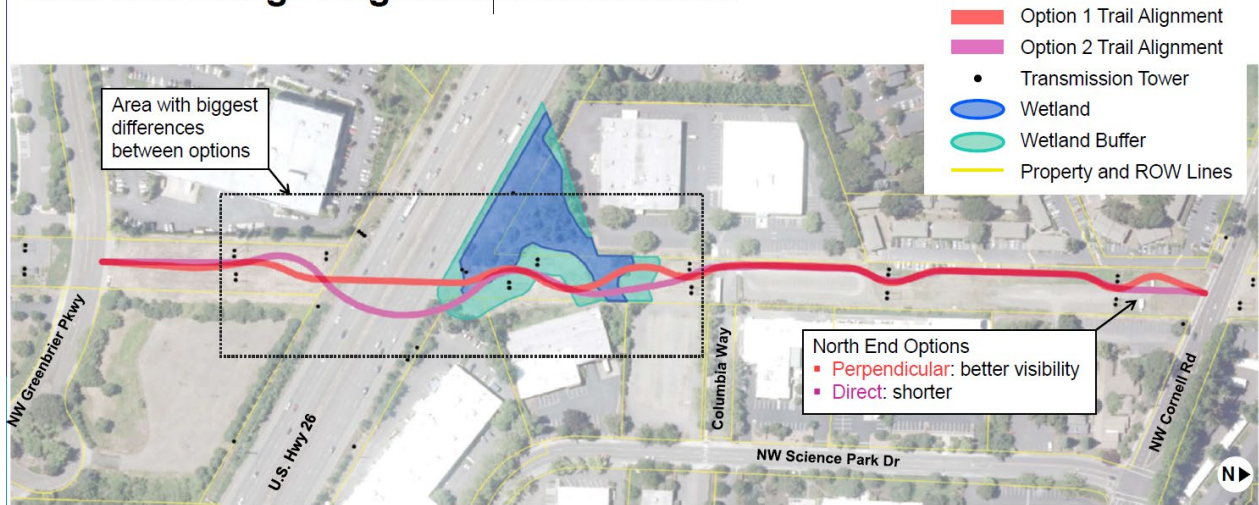 Option 1 Trail Alignment
Option 2 Trail Alignment
Transmission Tower
Wetland
Wetland Buffer
Property and ROW Lines
Area with biggest
differences
between options
NW Greenbrier Pkwy
U.S. Hwy 26
Columbia Way
North End Options
▪ Perpendicular: better visibility
▪ Direct: shorter
NW Cornell Rd
NW Science Park Dr
N